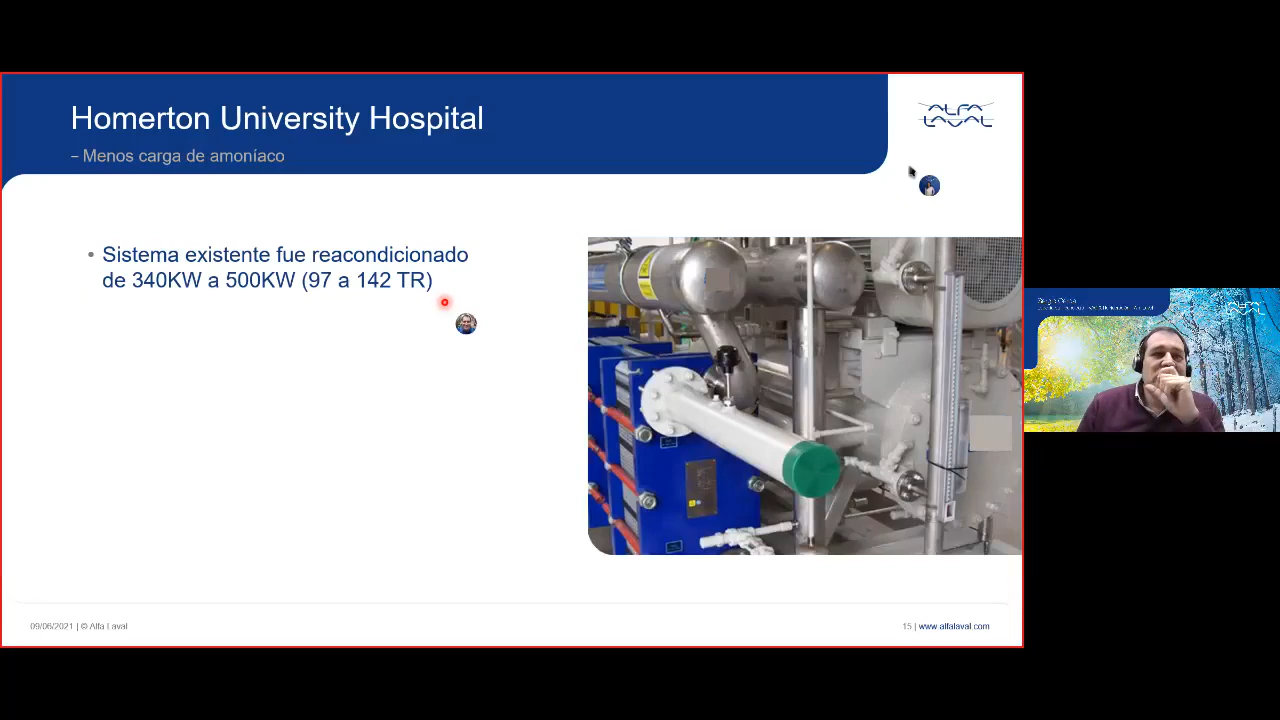 Homerton University Hospital
– Menos carga de amoníaco
ALFA
LAVAL
• Sistema existente fue reacondicionado
de 340KW a 500KW (97 a 142 TR)
09/06/2021 | © Alfa Laval
15 | www.alfalaval.com